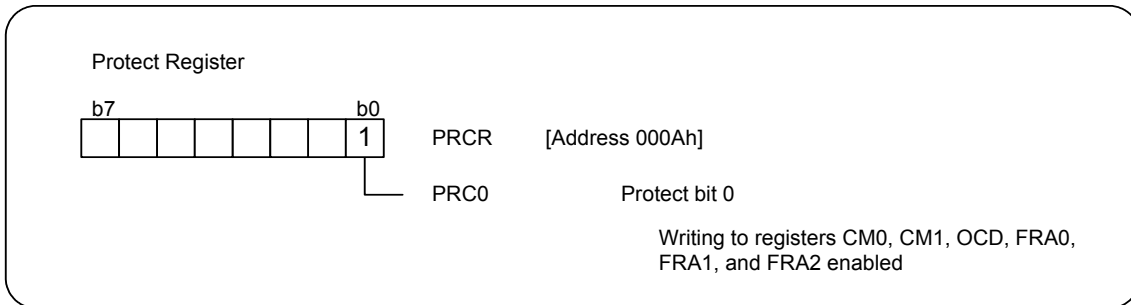 Protect Register
b7 b0
1 PRCR [Address 000Ah]
PRC0 Protect bit 0
Writing to registers CM0, CM1, OCD, FRA0,
FRA1, and FRA2 enabled